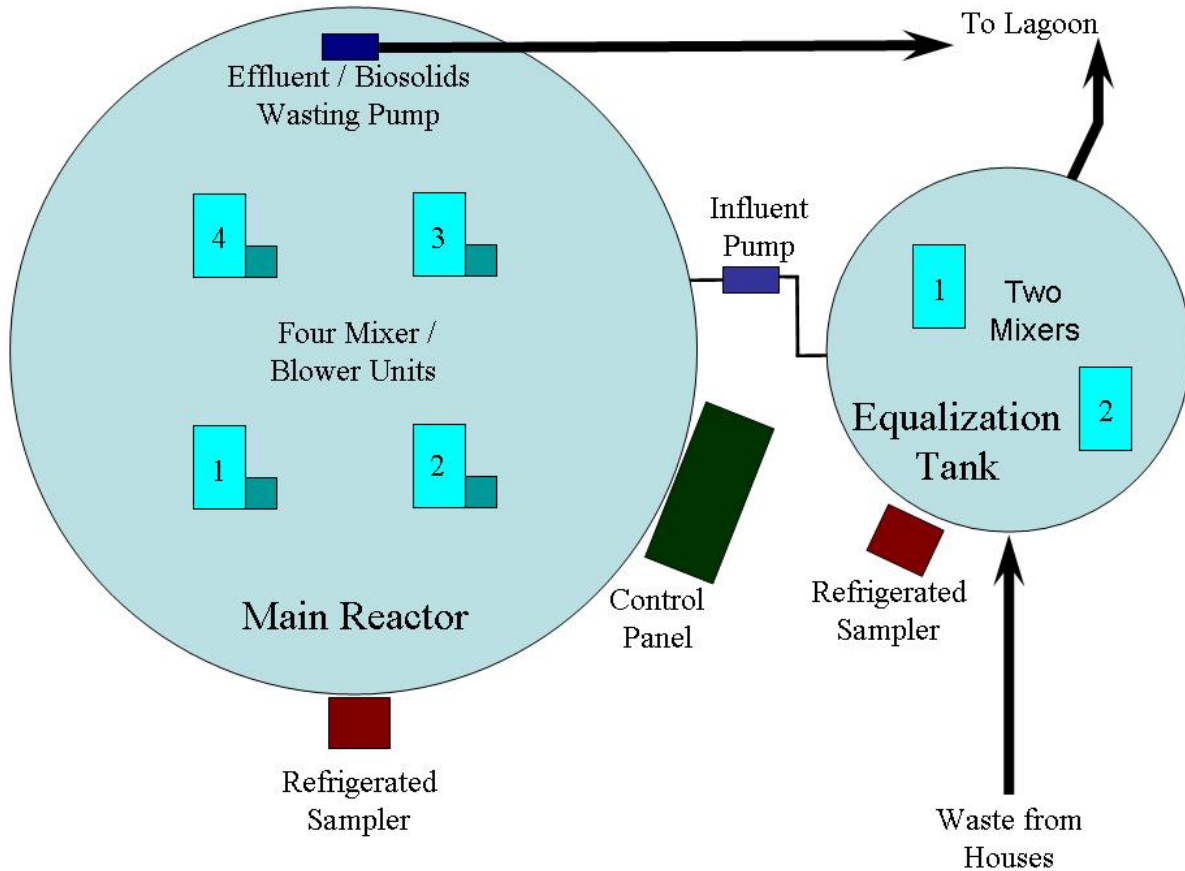 To Lagoon
Effluent / Biosolids
Wasting Pump
4
3
Influent
Pump
1
Two
Mixers
Four Mixer /
Blower Units
2
Equalization
Tank
1
2
Main Reactor
Control
Panel
Refrigerated
Sampler
Refrigerated
Sampler
Waste from
Houses